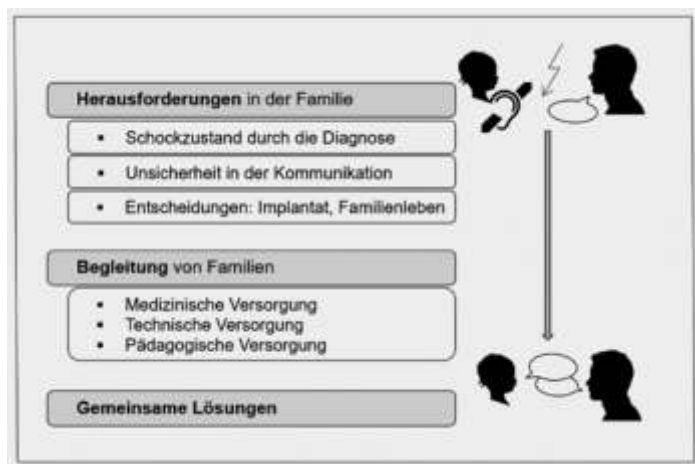 Herausforderungen in der Familie
▪ Schockzustand durch die Diagnose
▪ Unsicherheit in der Kommunikation
▪ Entscheidungen: Implantat, Familienleben
Begleitung von Familien
▪ Medizinische Versorgung
▪ Technische Versorgung
▪ Pädagogische Versorgung
Gemeinsame Lösungen